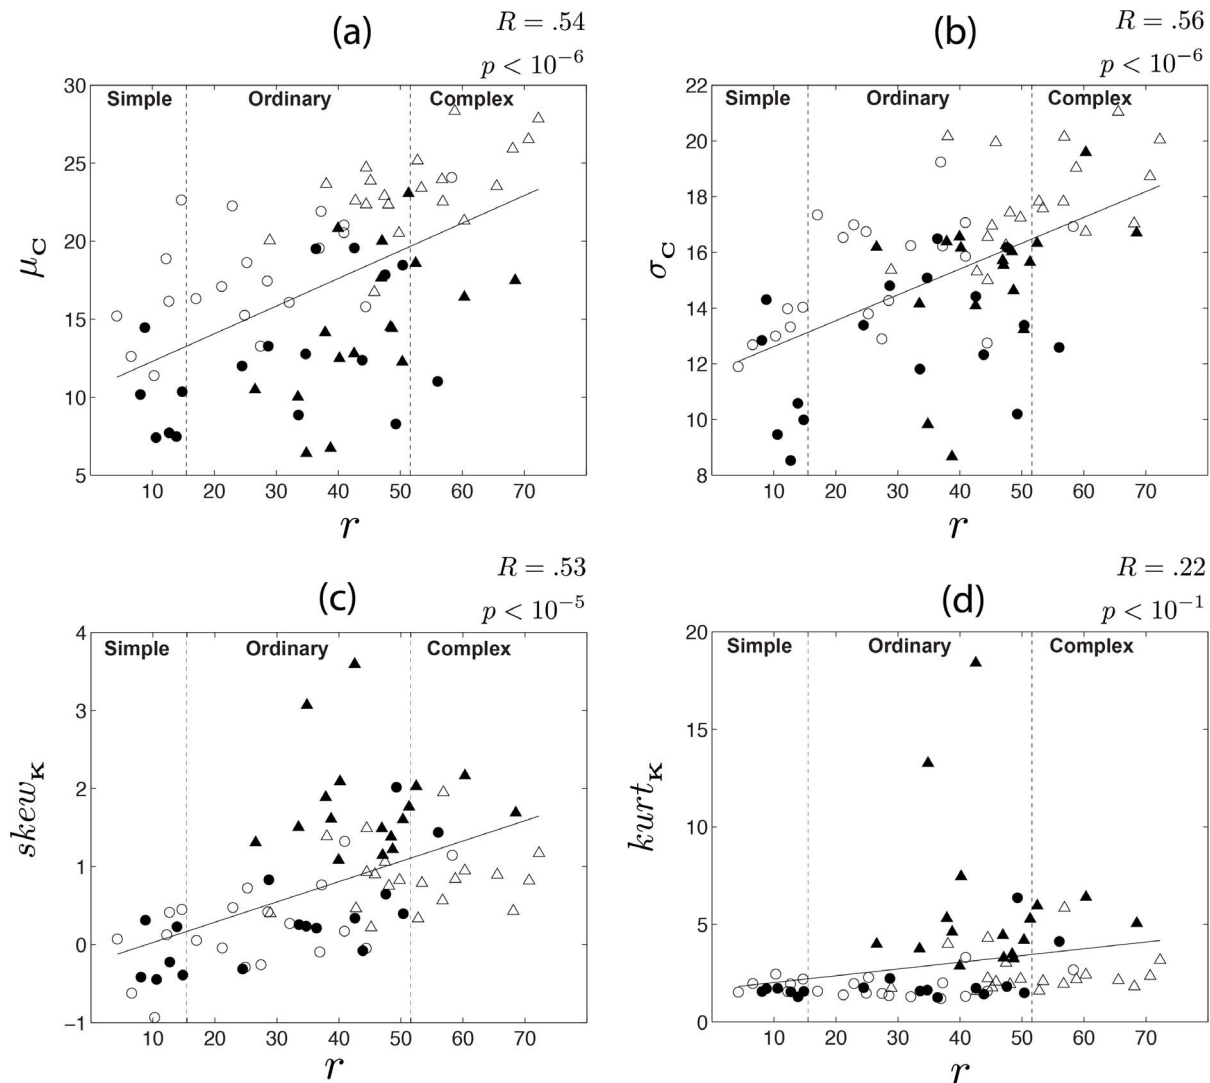 (a)
R = .54
p < 10⁻⁶
Simple Ordinary Complex
30
25
20
15
10
5
μ_C
10 20 30 40 50 60 70
r
(b)
R = .56
p < 10⁻⁶
Simple Ordinary Complex
22
20
18
16
14
12
10
8
σ_C
10 20 30 40 50 60 70
r
(c)
R = .53
p < 10⁻⁵
Simple Ordinary Complex
4
3
2
1
0
−1
skew_K
10 20 30 40 50 60 70
r
(d)
R = .22
p < 10⁻¹
Simple Ordinary Complex
20
15
10
5
0
kurt_K
10 20 30 40 50 60 70
r